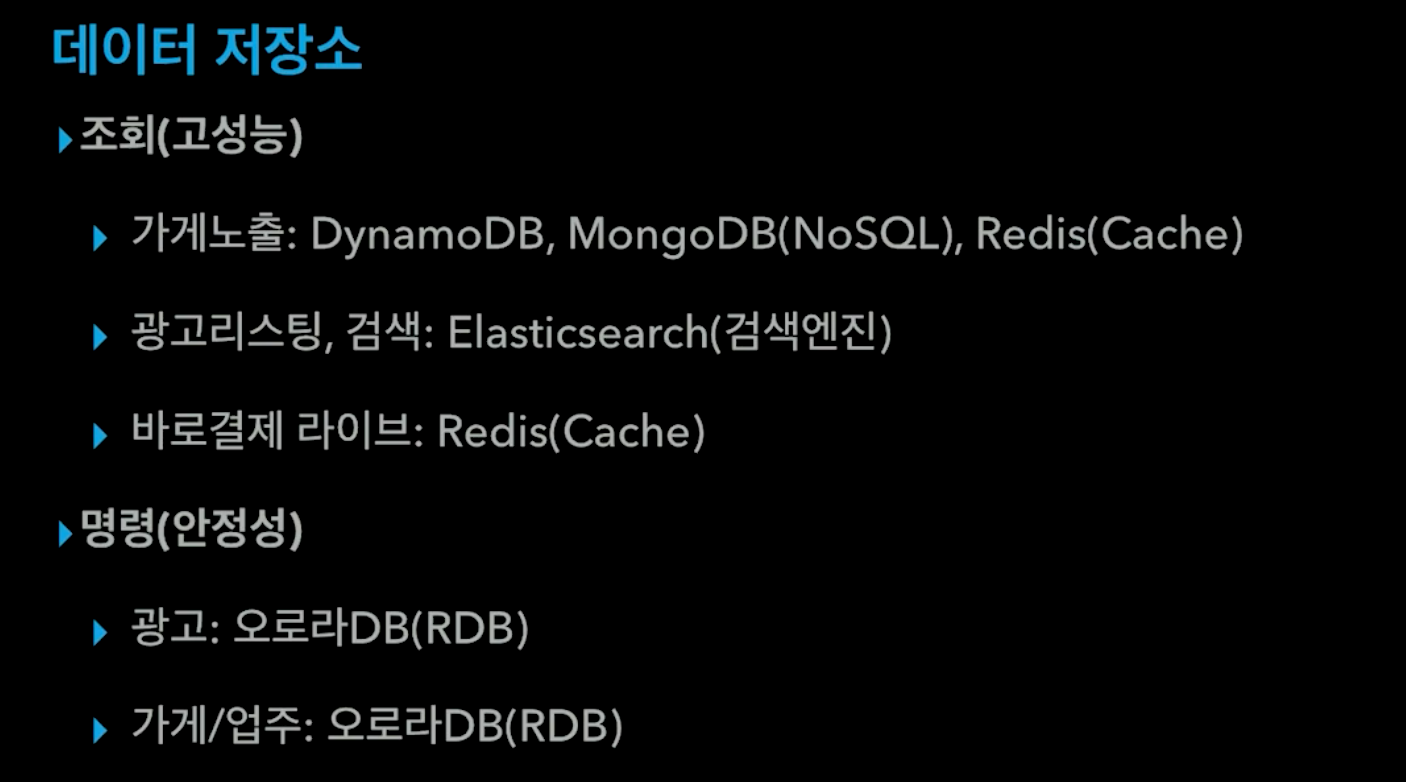 데이터 저장소
조회(고성능)
가게노출: DynamoDB, MongoDB(NoSQL), Redis(Cache)
광고리스팅, 검색: Elasticsearch(검색엔진)
바로결제 라이브: Redis(Cache)
명령(안정성)
광고: 오로라DB(RDB)
가게/업주: 오로라DB(RDB)